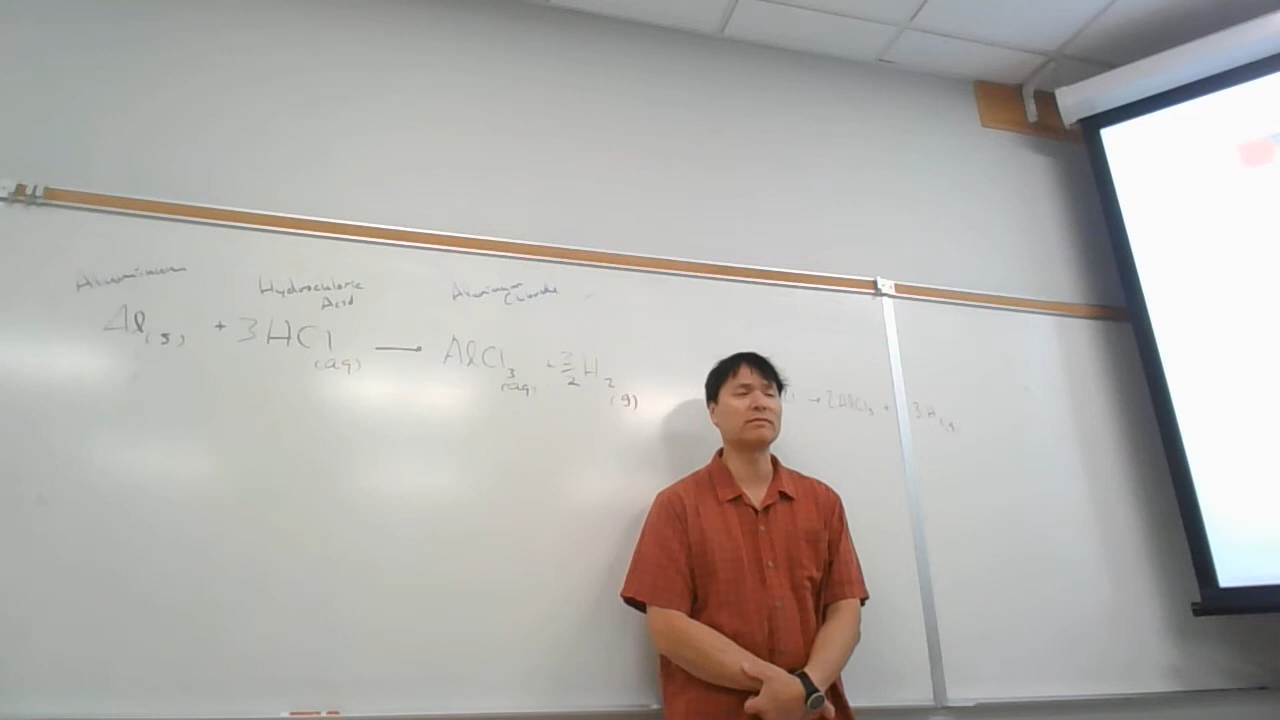 Aluminum Hydrochloric Acid Aluminum Chloride
Al(s) + 3HCl(aq) → AlCl3(aq) + 3/2 H2(g)
→ 2AlCl3 + 3H2